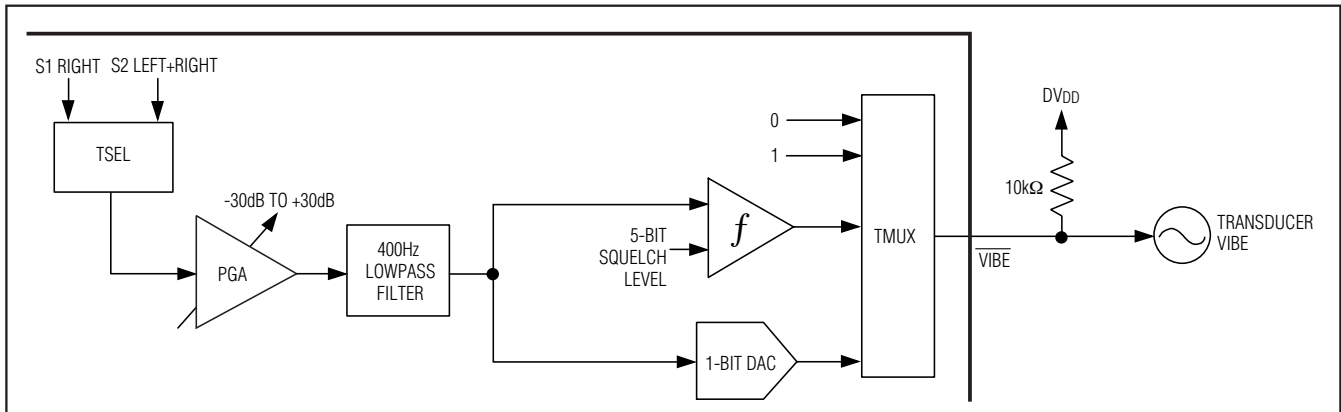 S1 RIGHT
S2 LEFT+RIGHT
TSEL
-30dB TO +30dB
PGA
400Hz
LOWPASS
FILTER
0
1
5-BIT
SQUELCH
LEVEL
f
1-BIT DAC
TMUX
VIBE
DVDD
10kΩ
TRANSDUCER
VIBE